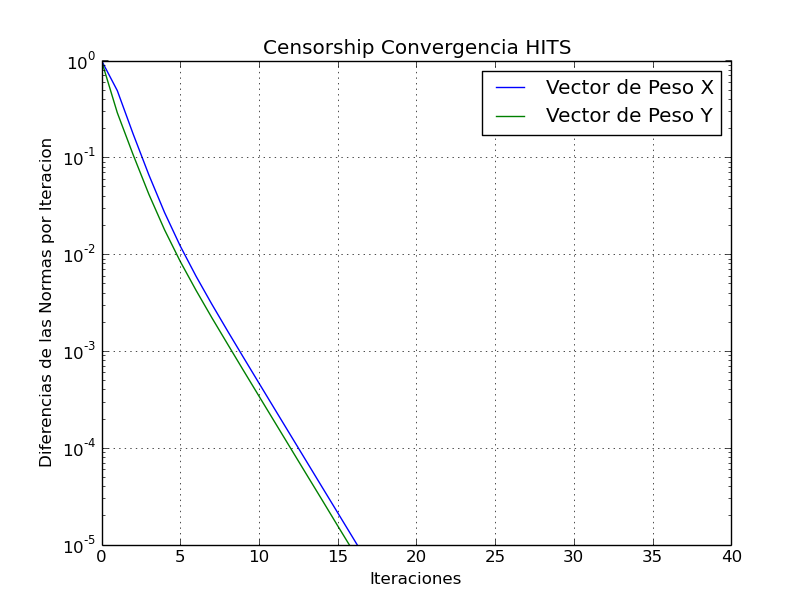 Censorship Convergencia HITS
Vector de Peso X
Vector de Peso Y
Diferencias de las Normas por Iteracion
10^0
10^-1
10^-2
10^-3
10^-4
10^-5
0 5 10 15 20 25 30 35 40
Iteraciones